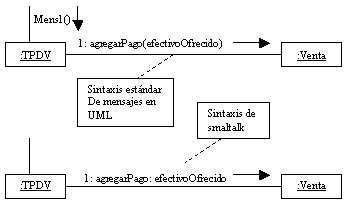 Mens1()
1: agregarPago(efectivoOfrecido)
:TPDV
:Venta
Sintaxis estándar
De mensajes en
UML
Sintaxis de
smaltalk
1: agregarPago: efectivoOfrecido
:TPDV
:Venta